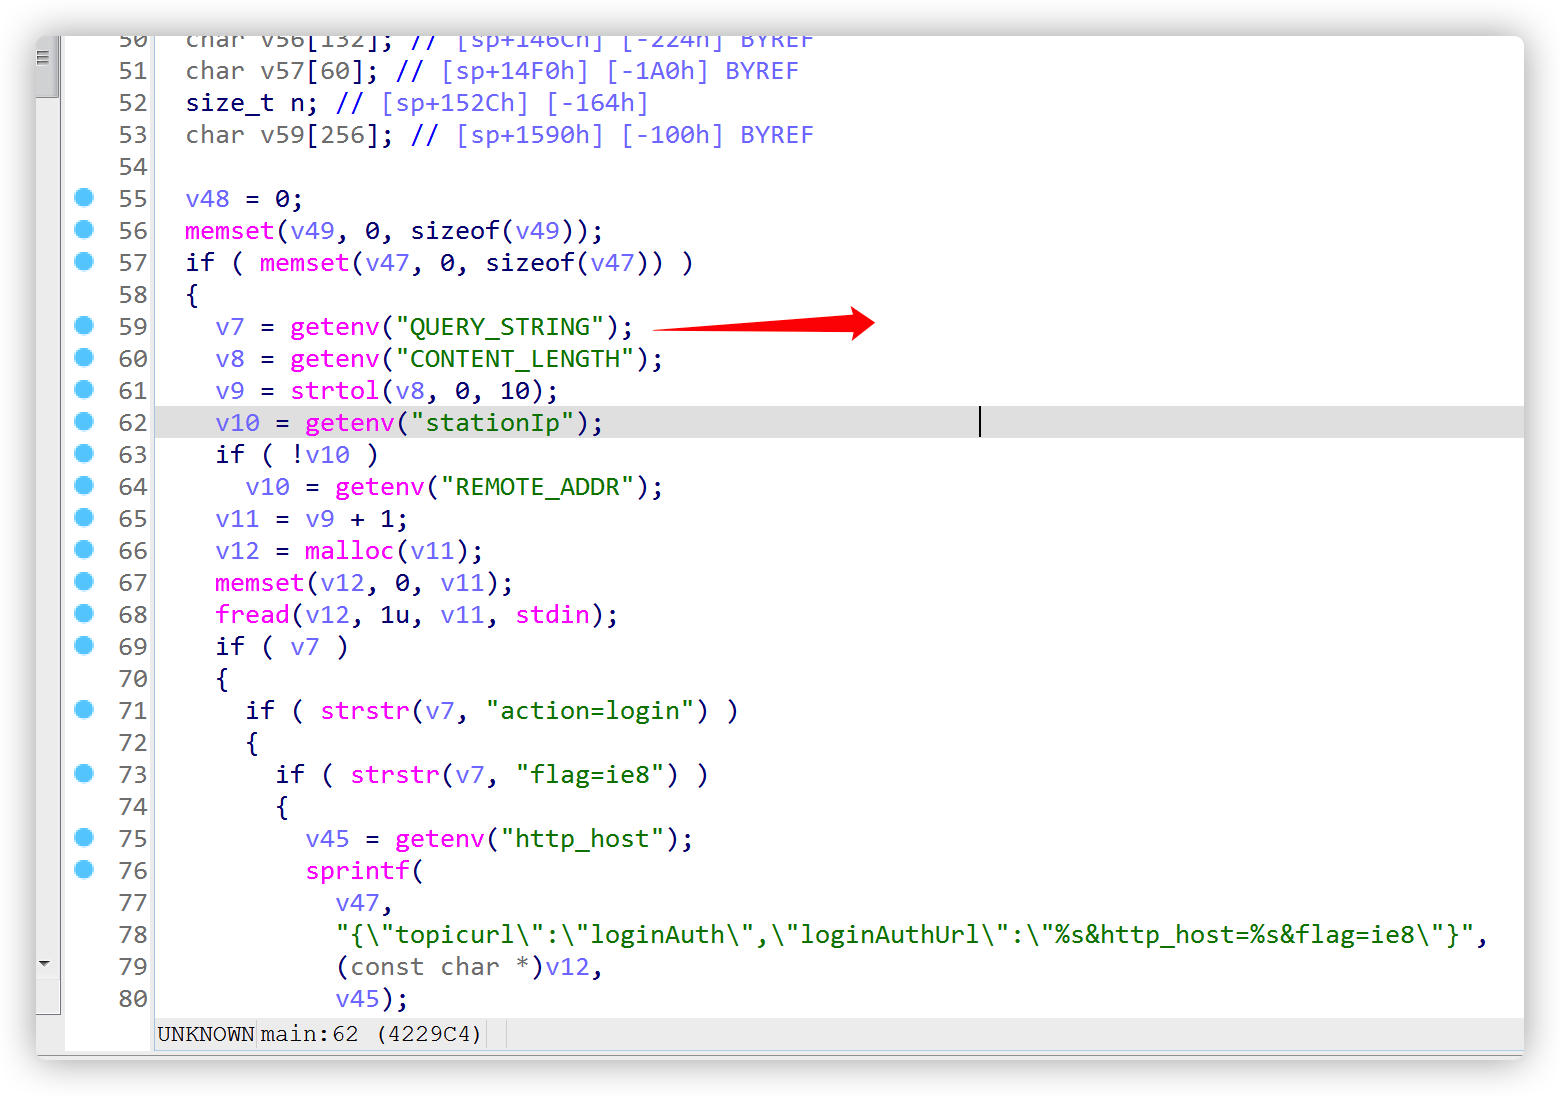 50   char v56[132]; // [sp+146Ch] [-224h] BYREF
51   char v57[60]; // [sp+14F0h] [-1A0h] BYREF
52   size_t n; // [sp+152Ch] [-164h]
53   char v59[256]; // [sp+1590h] [-100h] BYREF
54
55   v48 = 0;
56   memset(v49, 0, sizeof(v49));
57   if ( memset(v47, 0, sizeof(v47)) )
58   {
59     v7 = getenv("QUERY_STRING");
60     v8 = getenv("CONTENT_LENGTH");
61     v9 = strtol(v8, 0, 10);
62     v10 = getenv("stationIp");
63     if ( !v10 )
64       v10 = getenv("REMOTE_ADDR");
65     v11 = v9 + 1;
66     v12 = malloc(v11);
67     memset(v12, 0, v11);
68     fread(v12, 1u, v11, stdin);
69     if ( v7 )
70     {
71       if ( strstr(v7, "action=login") )
72       {
73         if ( strstr(v7, "flag=ie8") )
74         {
75           v45 = getenv("http_host");
76           sprintf(
77             v47,
78             "{\"topicurl\":\"loginAuth\",\"loginAuthUrl\":\"%s&http_host=%s&flag=ie8\"}",
79             (const char *)v12,
80             v45);
UNKNOWN main:62 (4229C4)